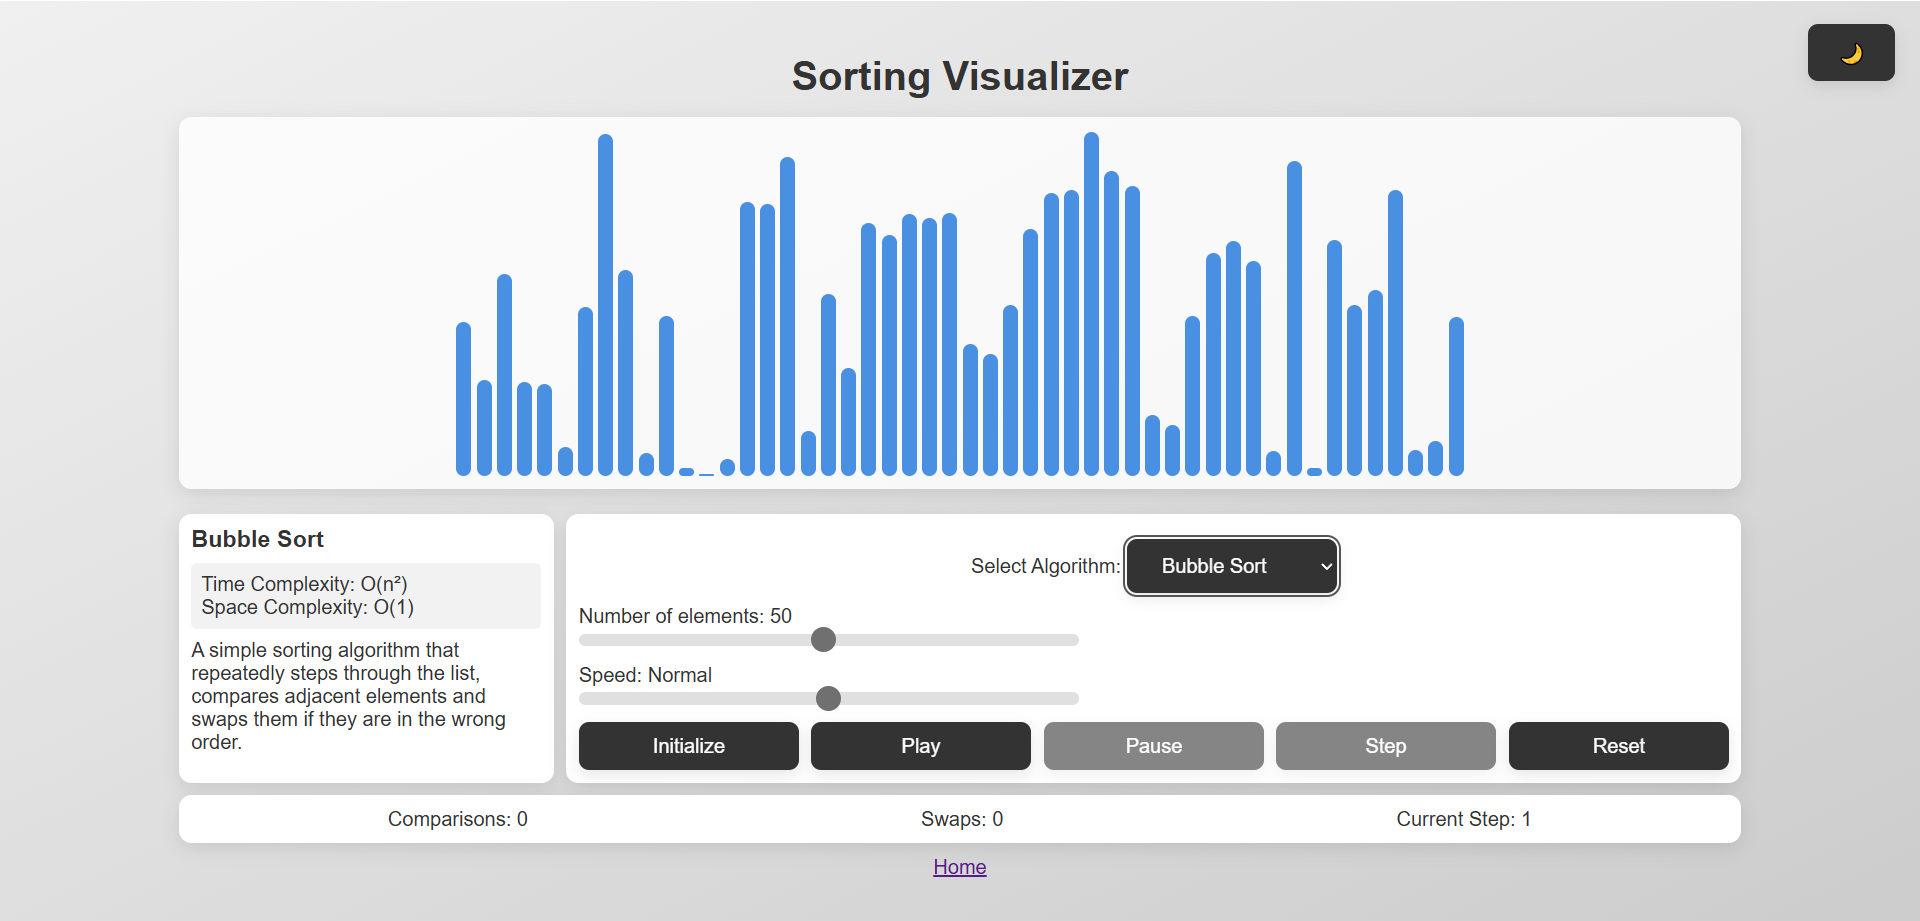 Sorting Visualizer
Bubble Sort
Time Complexity: O(n²)
Space Complexity: O(1)
A simple sorting algorithm that
repeatedly steps through the list,
compares adjacent elements and
swaps them if they are in the wrong
order.
Select Algorithm: Bubble Sort
Number of elements: 50
Speed: Normal
Initialize Play Pause Step Reset
Comparisons: 0 Swaps: 0 Current Step: 1
Home